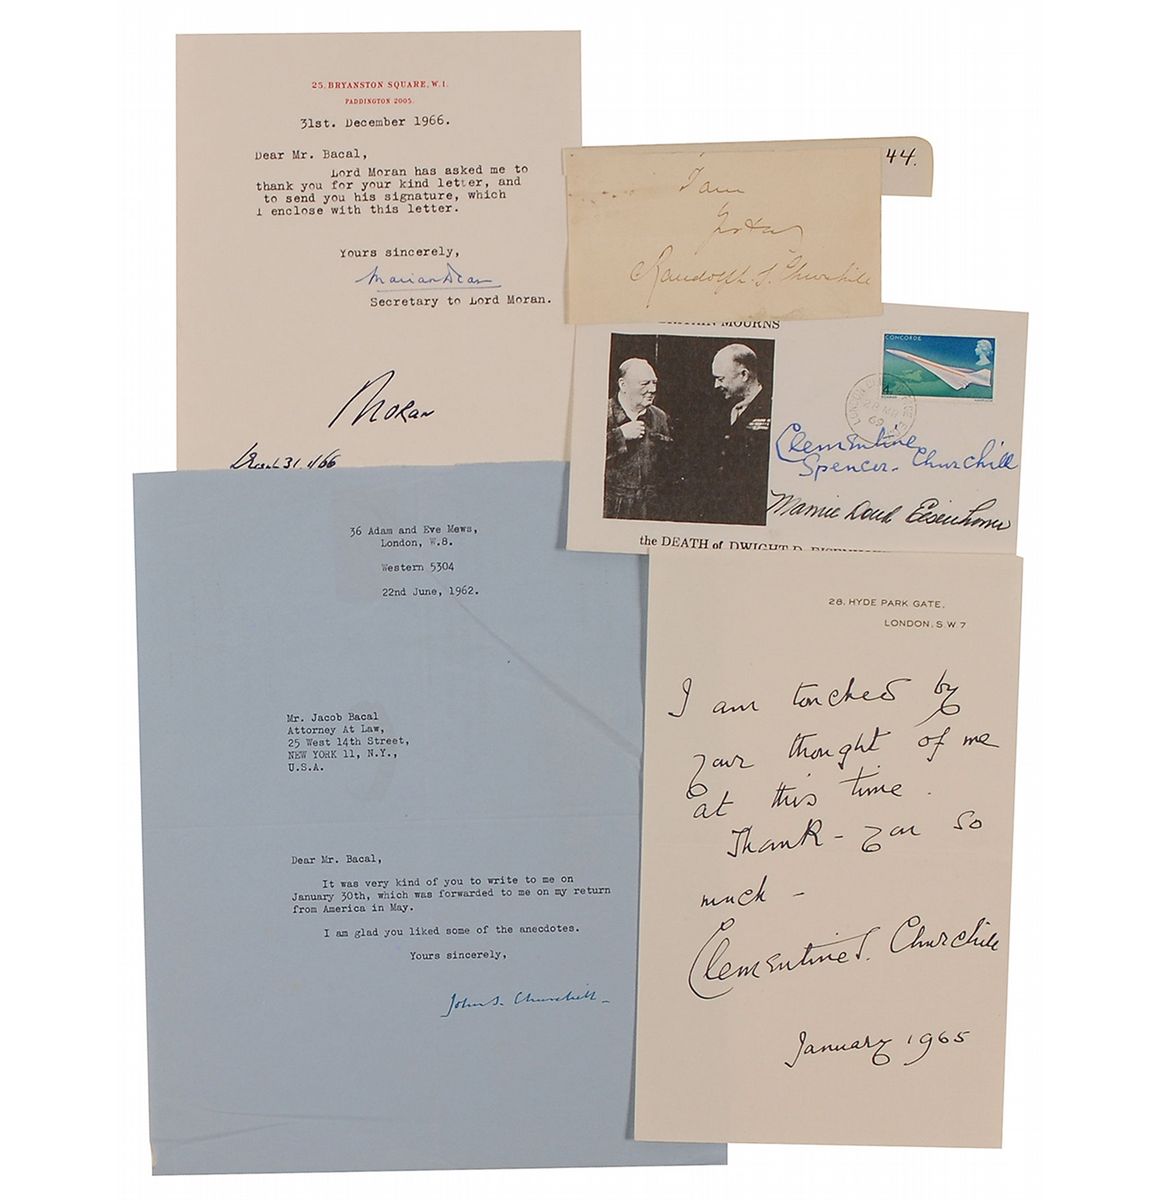 25, BRYANSTON SQUARE, W.1.
PADDINGTON 2005.
31st. December 1966.
Dear Mr. Bacal,
Lord Moran has asked me to
thank you for your kind letter, and
to send you his signature, which
I enclose with this letter.
Yours sincerely,
Marian Dean
Secretary to Lord Moran.
Moran
31 / 66
44.
I am
Yrs
Randolph. S. Churchill
BRITAIN MOURNS
CONCORDE
Clementine
Spencer-Churchill
Mamie Doud Eisenhower
the DEATH of DWIGHT D. EISENHOWER
36 Adam and Eve Mews,
London, W.8.
Western 5304
22nd June, 1962.
Mr. Jacob Bacal
Attorney At Law,
25 West 14th Street,
NEW YORK 11, N.Y.,
U.S.A.
Dear Mr. Bacal,
It was very kind of you to write to me on
January 30th, which was forwarded to me on my return
from America in May.
I am glad you liked some of the anecdotes.
Yours sincerely,
John S. Churchill-
28, HYDE PARK GATE,
LONDON, S.W 7
I am touched by
your thought of me
at this time.
Thank-you so
much -
Clementine S. Churchill
January 1965